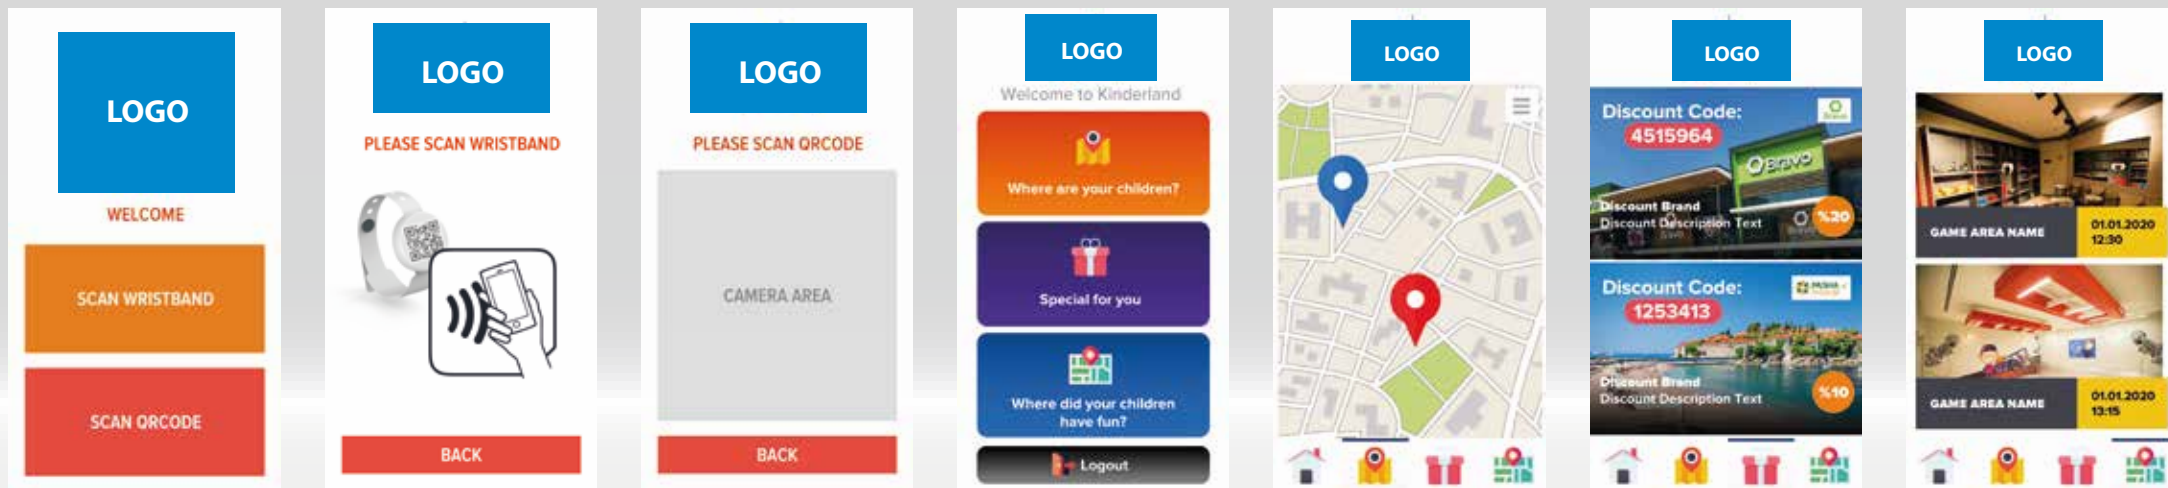 LOGO
WELCOME
SCAN WRISTBAND
SCAN QRCODE
LOGO
PLEASE SCAN WRISTBAND
BACK
LOGO
PLEASE SCAN QRCODE
CAMERA AREA
BACK
LOGO
Welcome to Kinderland
Where are your children?
Special for you
Where did your children
have fun?
Logout
LOGO
LOGO
Discount Code:
4515964
Bravo
Bravo
Discount Brand
Discount Description Text
%20
Discount Code:
1253413
PASHA
Discount Brand
Discount Description Text
%10
LOGO
GAME AREA NAME
01.01.2020
12:30
GAME AREA NAME
01.01.2020
13:15